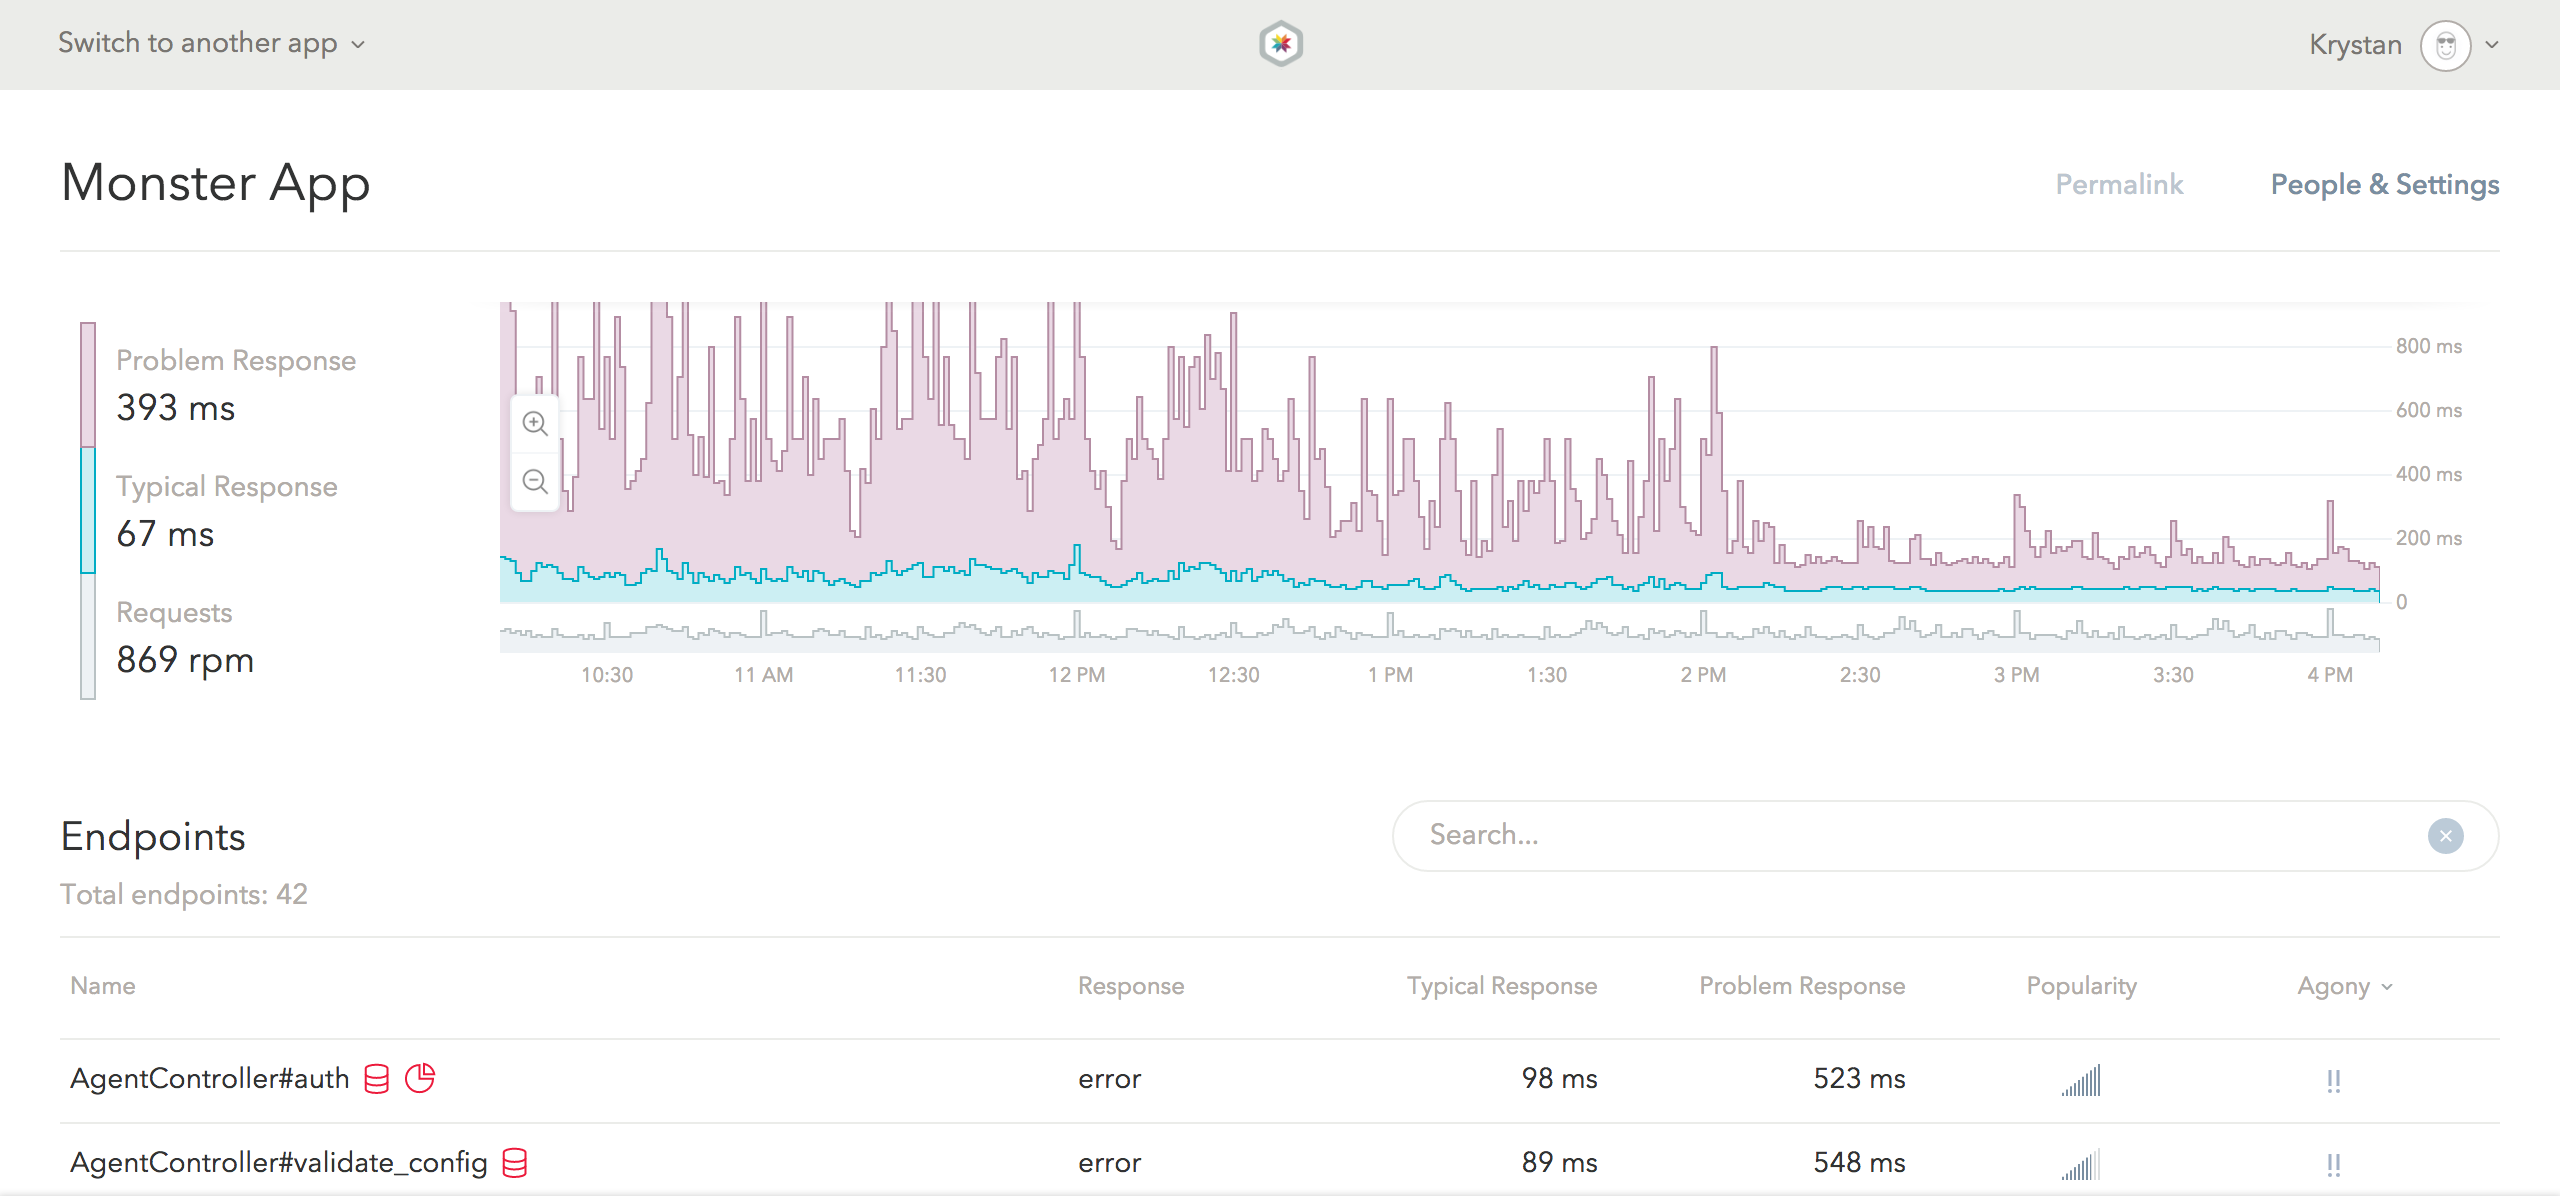 Switch to another app
Krystan
Monster App
Permalink
People & Settings
Problem Response
393 ms
Typical Response
67 ms
Requests
869 rpm
800 ms
600 ms
400 ms
200 ms
0
10:30 11 AM 11:30 12 PM 12:30 1 PM 1:30 2 PM 2:30 3 PM 3:30 4 PM
Endpoints
Search...
Total endpoints: 42
Name Response Typical Response Problem Response Popularity Agony
AgentController#auth error 98 ms 523 ms !!
AgentController#validate_config error 89 ms 548 ms !!